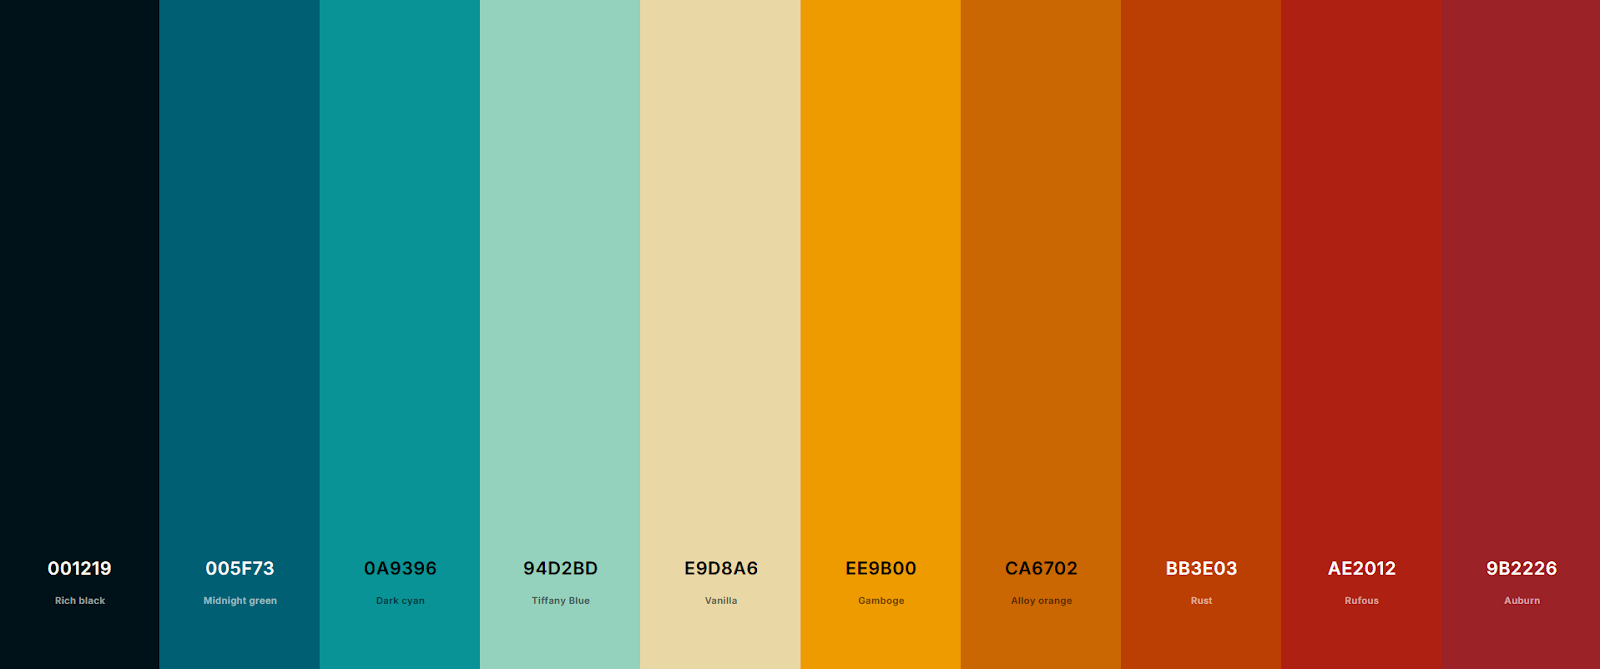 001219
Rich black
005F73
Midnight green
0A9396
Dark cyan
94D2BD
Tiffany Blue
E9D8A6
Vanilla
EE9B00
Gamboge
CA6702
Alloy orange
BB3E03
Rust
AE2012
Rufous
9B2226
Auburn